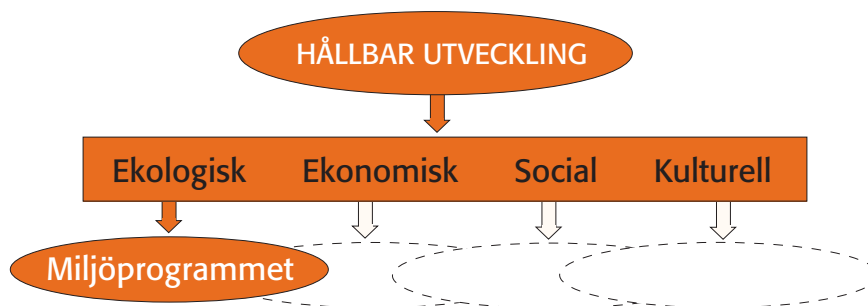 HÅLLBAR UTVECKLING
Ekologisk Ekonomisk Social Kulturell
Miljöprogrammet